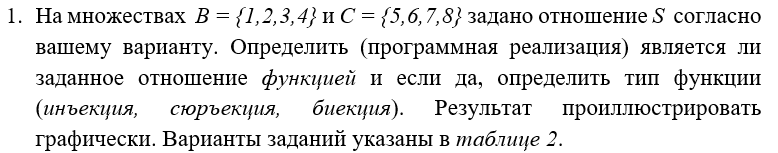 1. На множествах B = {1,2,3,4} и C = {5,6,7,8} задано отношение S согласно
вашему варианту. Определить (программная реализация) является ли
заданное отношение функцией и если да, определить тип функции
(инъекция, сюръекция, биекция). Результат проиллюстрировать
графически. Варианты заданий указаны в таблице 2.